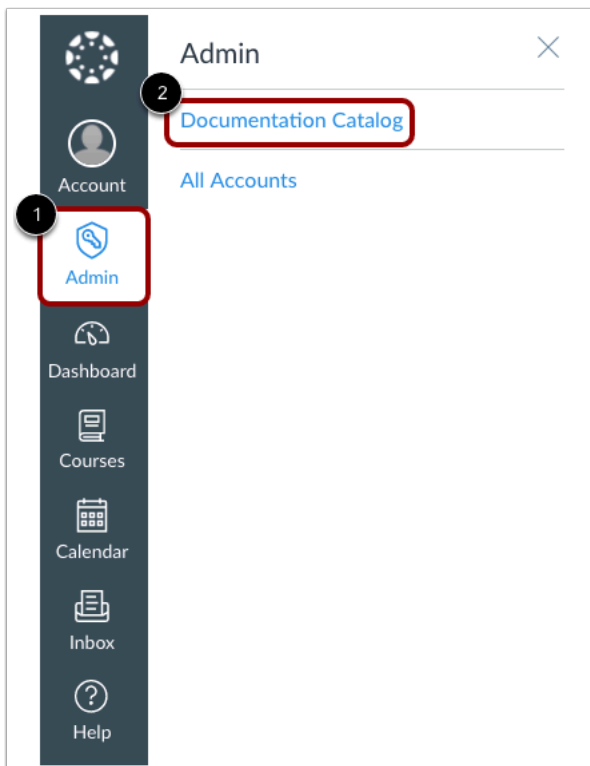 Admin
2
Documentation Catalog
Account
All Accounts
1
Admin
Dashboard
Courses
Calendar
Inbox
?
Help